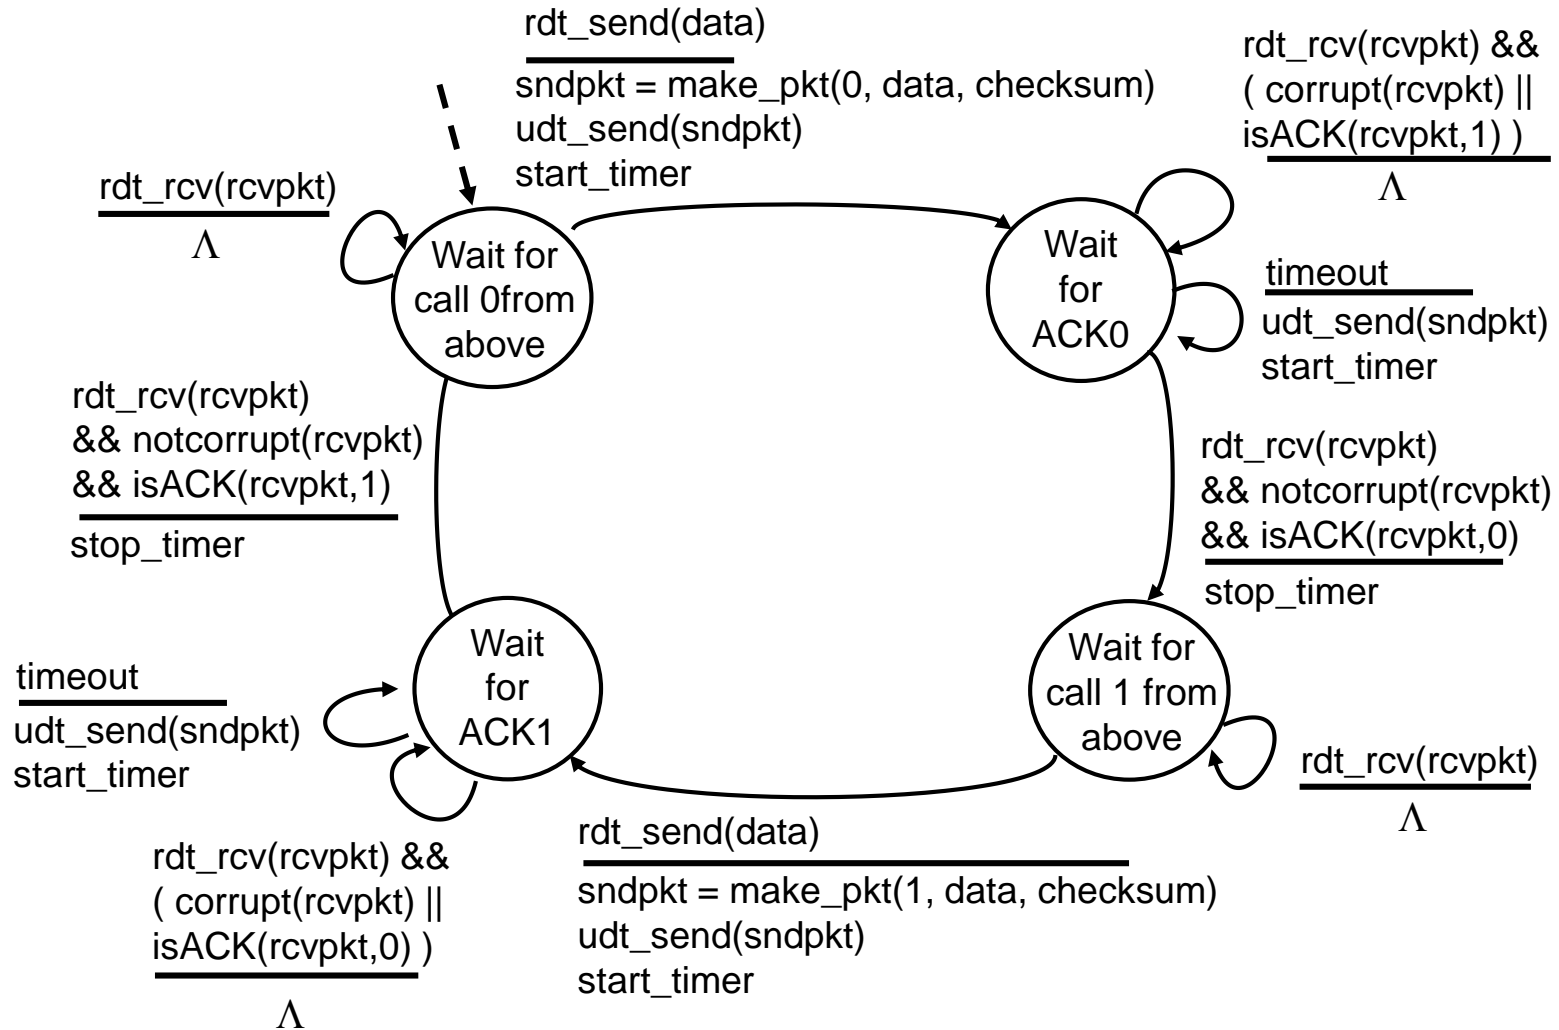 rdt_send(data)
sndpkt = make_pkt(0, data, checksum)
udt_send(sndpkt)
start_timer
rdt_rcv(rcvpkt) &&
( corrupt(rcvpkt) ||
isACK(rcvpkt,1) )
Λ
rdt_rcv(rcvpkt)
Λ
Wait for
call 0from
above
Wait
for
ACK0
timeout
udt_send(sndpkt)
start_timer
rdt_rcv(rcvpkt)
&& notcorrupt(rcvpkt)
&& isACK(rcvpkt,1)
stop_timer
rdt_rcv(rcvpkt)
&& notcorrupt(rcvpkt)
&& isACK(rcvpkt,0)
stop_timer
timeout
udt_send(sndpkt)
start_timer
Wait
for
ACK1
Wait for
call 1 from
above
rdt_rcv(rcvpkt)
Λ
rdt_rcv(rcvpkt) &&
( corrupt(rcvpkt) ||
isACK(rcvpkt,0) )
Λ
rdt_send(data)
sndpkt = make_pkt(1, data, checksum)
udt_send(sndpkt)
start_timer